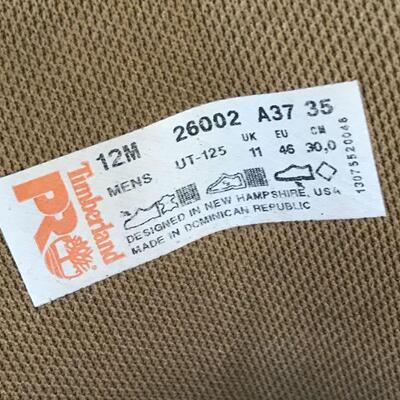 Timberland
PRO
12M 26002 A37 35
MENS UT-125
UK EU CM
11 46 30,0
DESIGNED IN NEW HAMPSHIRE, USA
MADE IN DOMINICAN REPUBLIC
13075520046